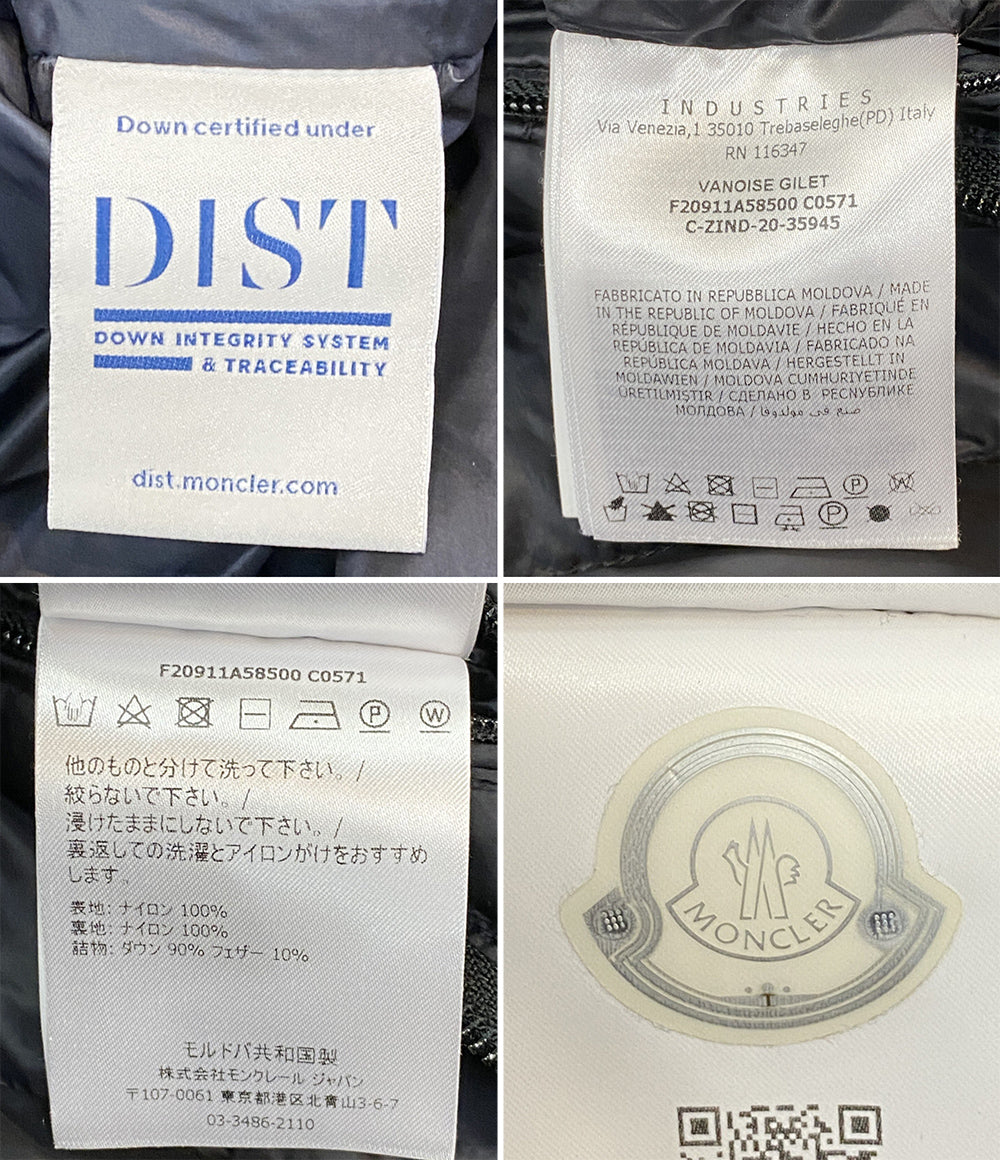 Down certified under
DIST
DOWN INTEGRITY SYSTEM
& TRACEABILITY
dist.moncler.com
INDUSTRIES
Via Venezia,1 35010 Trebaseleghe(PD) Italy
RN 116347
VANOISE GILET
F20911A58500 C0571
C-ZIND-20-35945
FABBRICATO IN REPUBBLICA MOLDOVA / MADE
IN THE REPUBLIC OF MOLDOVA / FABRIQUÉ EN
RÉPUBLIQUE DE MOLDAVIE / HECHO EN LA
REPÚBLICA DE MOLDAVIA / FABRICADO NA
REPÚBLICA MOLDAVA / HERGESTELLT IN
MOLDAWIEN / MOLDOVA CUMHURIYETINDE
ÜRETILMIŞTIR / СДЕЛАНО В РЕСПУБЛИКЕ
МОЛДОВА / صنع في مولدوفا
P
W
P
F20911A58500 C0571
P
W
他のものと分けて洗って下さい。/
絞らないで下さい。/
浸けたままにしないで下さい。/
裏返しての洗濯とアイロンがけをおすすめ
します。
表地: ナイロン 100%
裏地: ナイロン 100%
詰物: ダウン 90% フェザー 10%
モルドバ共和国製
株式会社モンクレール ジャパン
〒107-0061 東京都港区北青山3-6-7
03-3486-2110
MONCLER
T